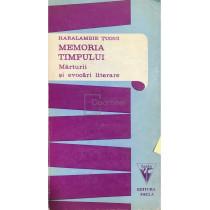 HARALAMBIE ȚUGUI
MEMORIA
TIMPULUI
Mărturii
și evocări literare
EDITURA